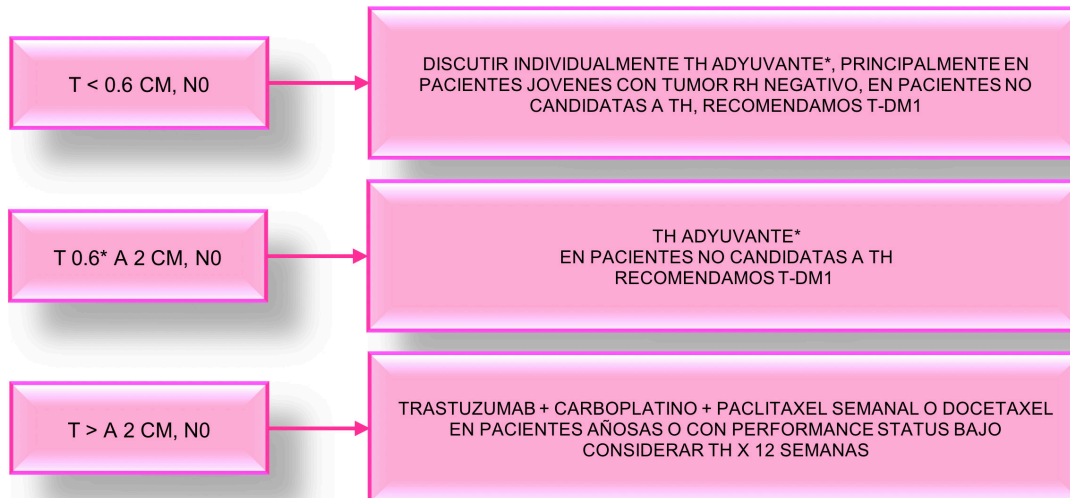 T < 0.6 CM, N0
DISCUTIR INDIVIDUALMENTE TH ADYUVANTE*, PRINCIPALMENTE EN
PACIENTES JOVENES CON TUMOR RH NEGATIVO, EN PACIENTES NO
CANDIDATAS A TH, RECOMENDAMOS T-DM1
T 0.6* A 2 CM, N0
TH ADYUVANTE*
EN PACIENTES NO CANDIDATAS A TH
RECOMENDAMOS T-DM1
T > A 2 CM, N0
TRASTUZUMAB + CARBOPLATINO + PACLITAXEL SEMANAL O DOCETAXEL
EN PACIENTES AÑOSAS O CON PERFORMANCE STATUS BAJO
CONSIDERAR TH X 12 SEMANAS